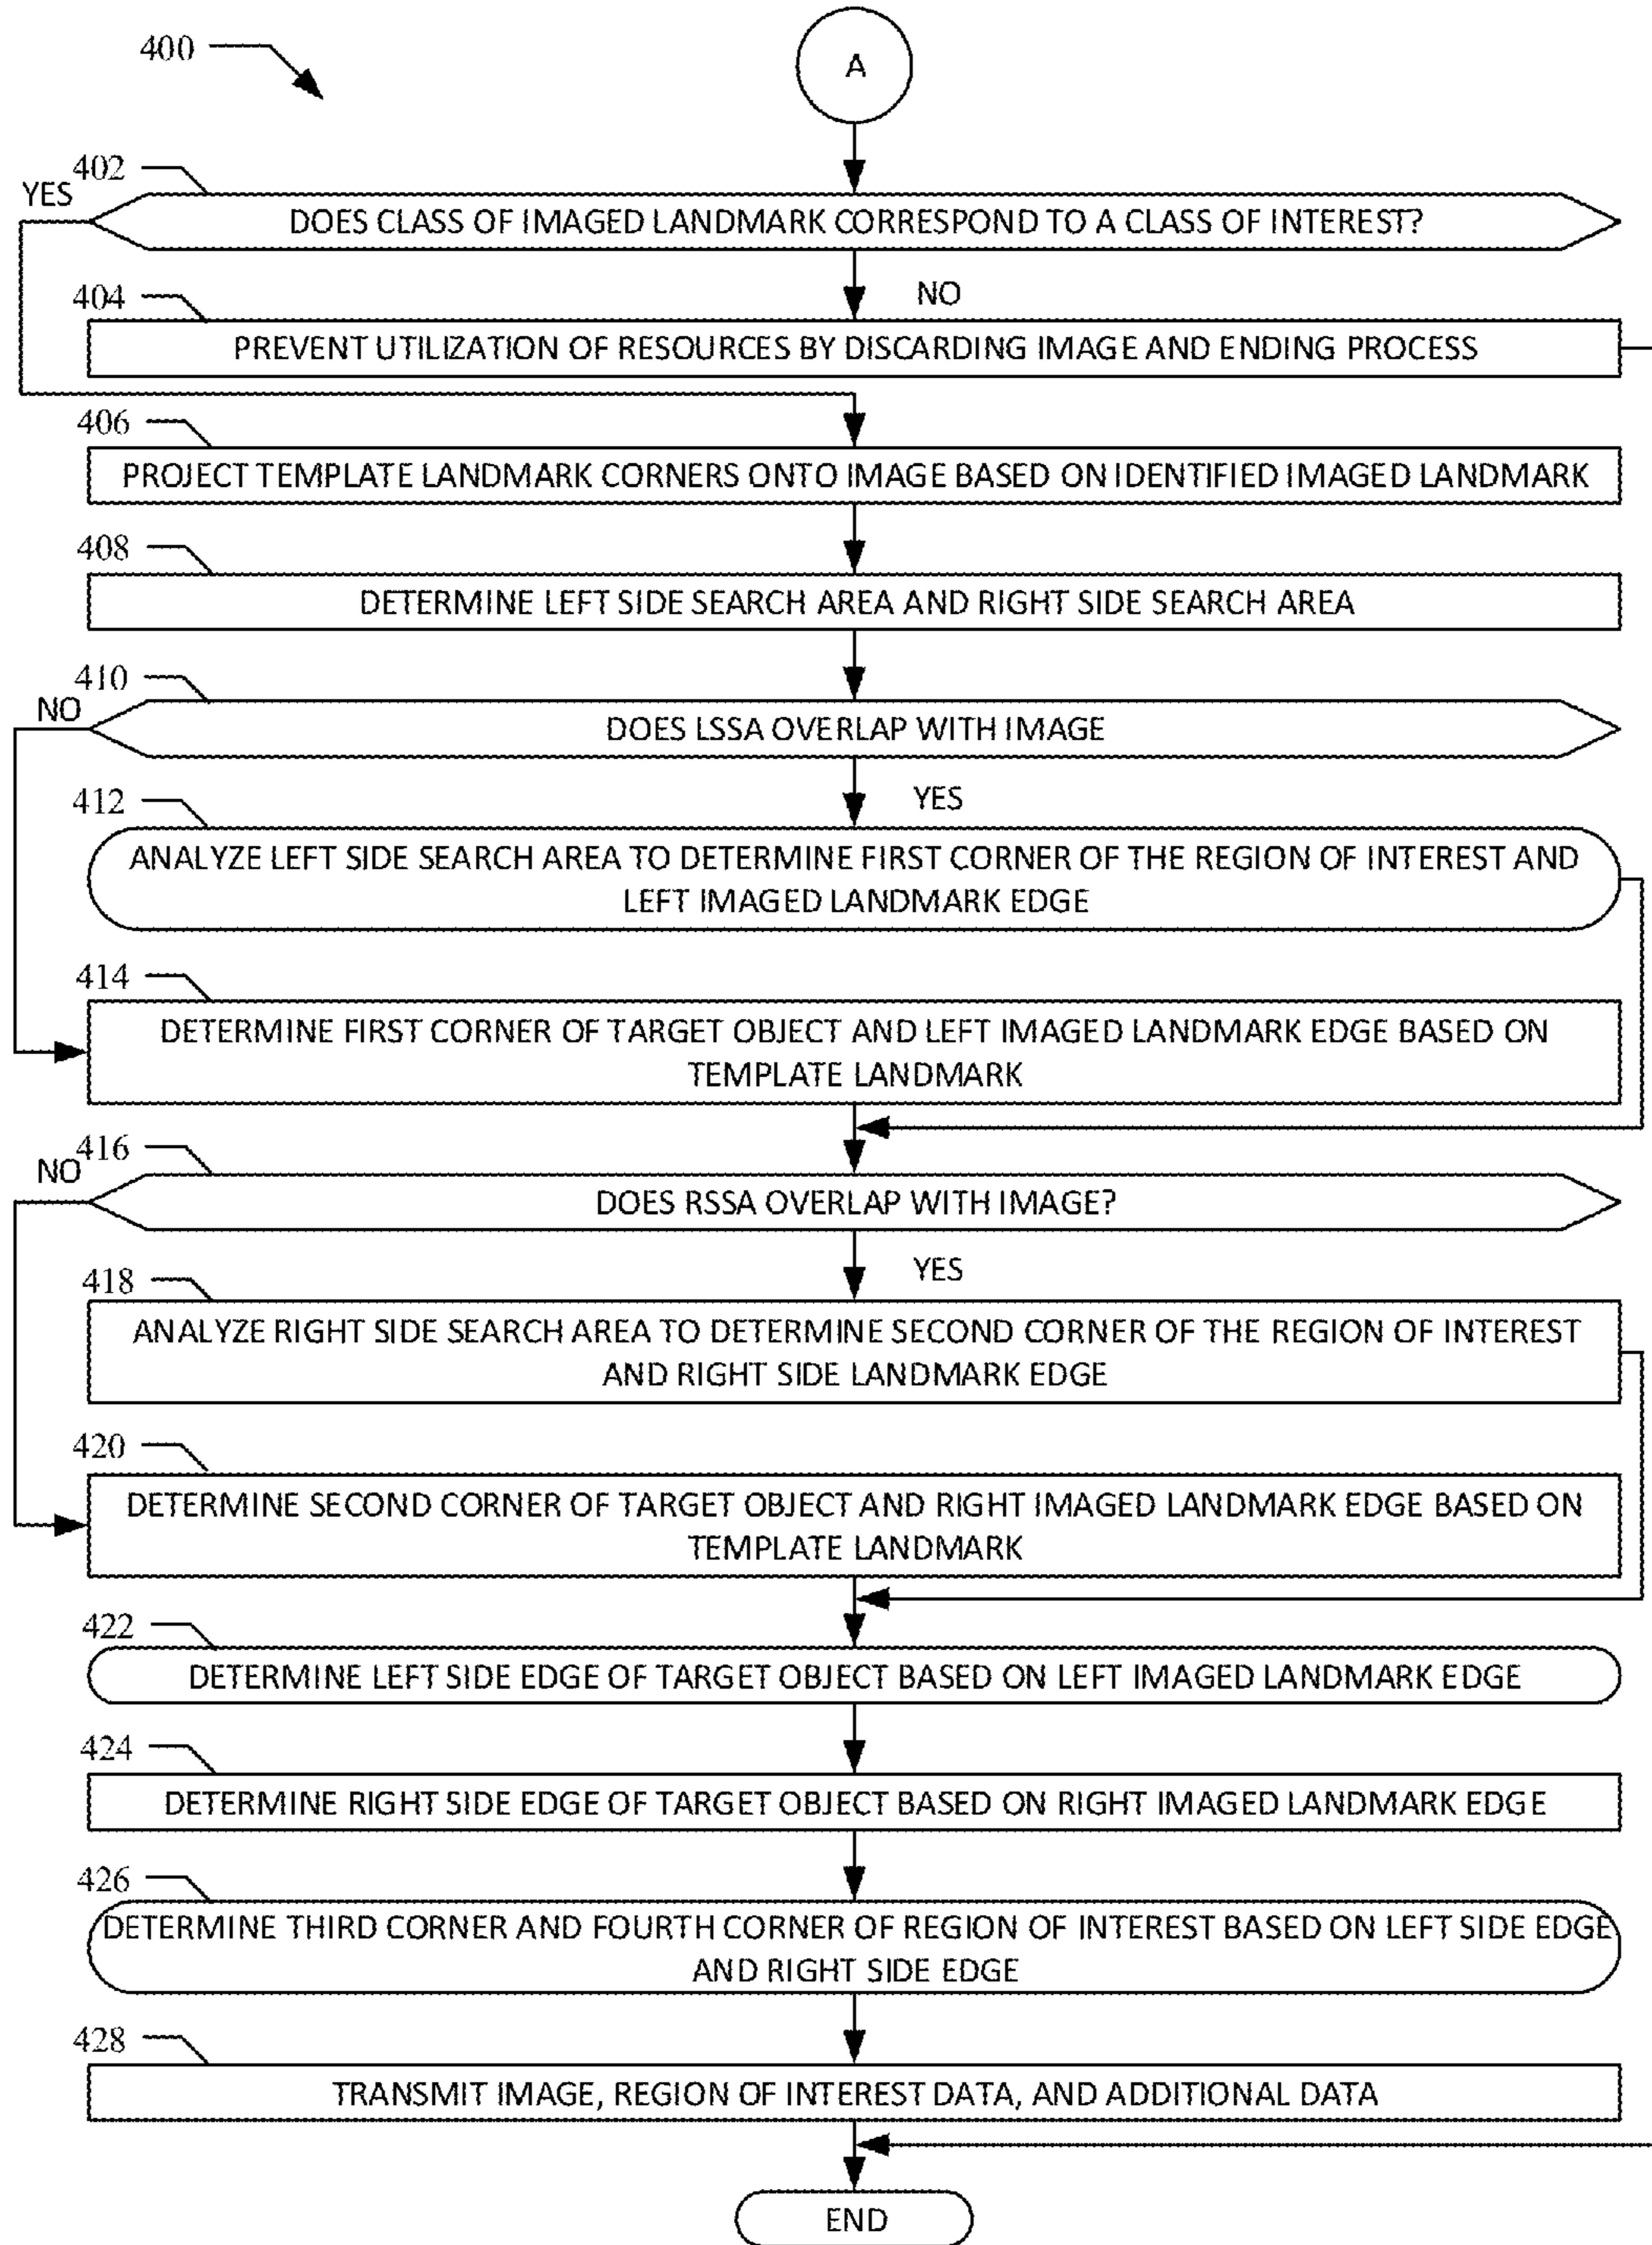 400
A
402
YES
DOES CLASS OF IMAGED LANDMARK CORRESPOND TO A CLASS OF INTEREST?
NO
404
PREVENT UTILIZATION OF RESOURCES BY DISCARDING IMAGE AND ENDING PROCESS
406
PROJECT TEMPLATE LANDMARK CORNERS ONTO IMAGE BASED ON IDENTIFIED IMAGED LANDMARK
408
DETERMINE LEFT SIDE SEARCH AREA AND RIGHT SIDE SEARCH AREA
410
NO
DOES LSSA OVERLAP WITH IMAGE
YES
412
ANALYZE LEFT SIDE SEARCH AREA TO DETERMINE FIRST CORNER OF THE REGION OF INTEREST AND
LEFT IMAGED LANDMARK EDGE
414
DETERMINE FIRST CORNER OF TARGET OBJECT AND LEFT IMAGED LANDMARK EDGE BASED ON
TEMPLATE LANDMARK
416
NO
DOES RSSA OVERLAP WITH IMAGE?
YES
418
ANALYZE RIGHT SIDE SEARCH AREA TO DETERMINE SECOND CORNER OF THE REGION OF INTEREST
AND RIGHT SIDE LANDMARK EDGE
420
DETERMINE SECOND CORNER OF TARGET OBJECT AND RIGHT IMAGED LANDMARK EDGE BASED ON
TEMPLATE LANDMARK
422
DETERMINE LEFT SIDE EDGE OF TARGET OBJECT BASED ON LEFT IMAGED LANDMARK EDGE
424
DETERMINE RIGHT SIDE EDGE OF TARGET OBJECT BASED ON RIGHT IMAGED LANDMARK EDGE
426
DETERMINE THIRD CORNER AND FOURTH CORNER OF REGION OF INTEREST BASED ON LEFT SIDE EDGE
AND RIGHT SIDE EDGE
428
TRANSMIT IMAGE, REGION OF INTEREST DATA, AND ADDITIONAL DATA
END